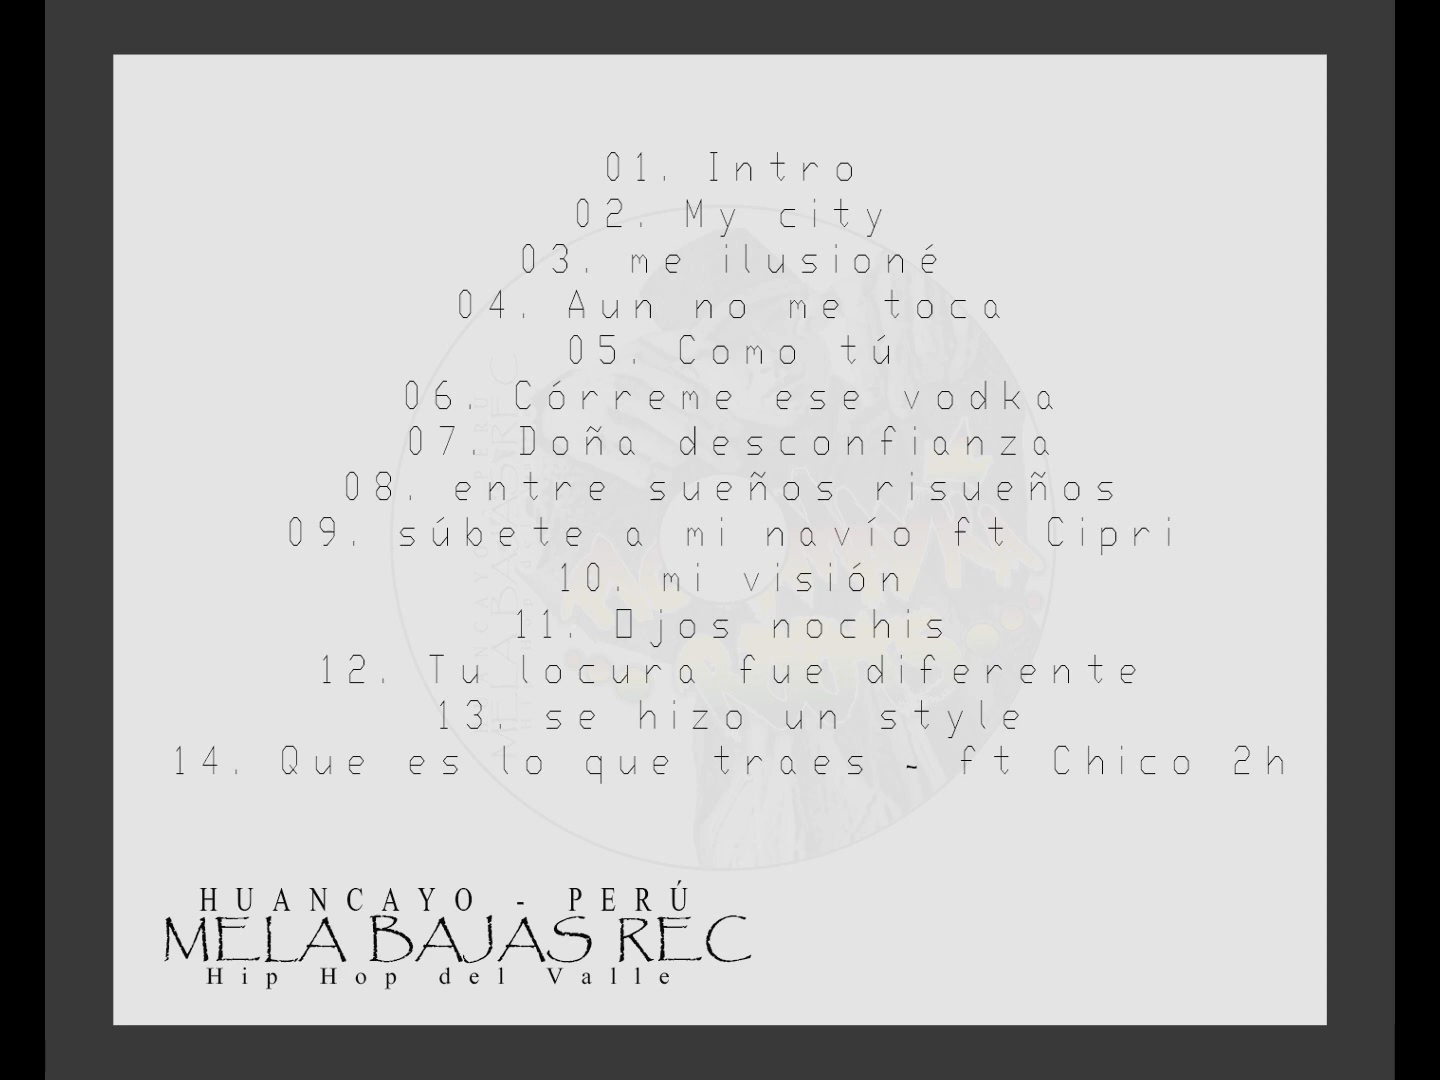 01. Intro
02. My city
03. me ilusioné
04. Aun no me toca
05. Como tú
06. Córreme ese vodka
07. Doña desconfianza
08. entre sueños risueños
09. súbete a mi navío ft Cipri
10. mi visión
11. ▯jos nochis
12. Tu locura fue diferente
13. se hizo un style
14. Que es lo que traes - ft Chico 2h
HUANCAYO - PERÚ
MELA BAJAS REC
Hip Hop del Valle